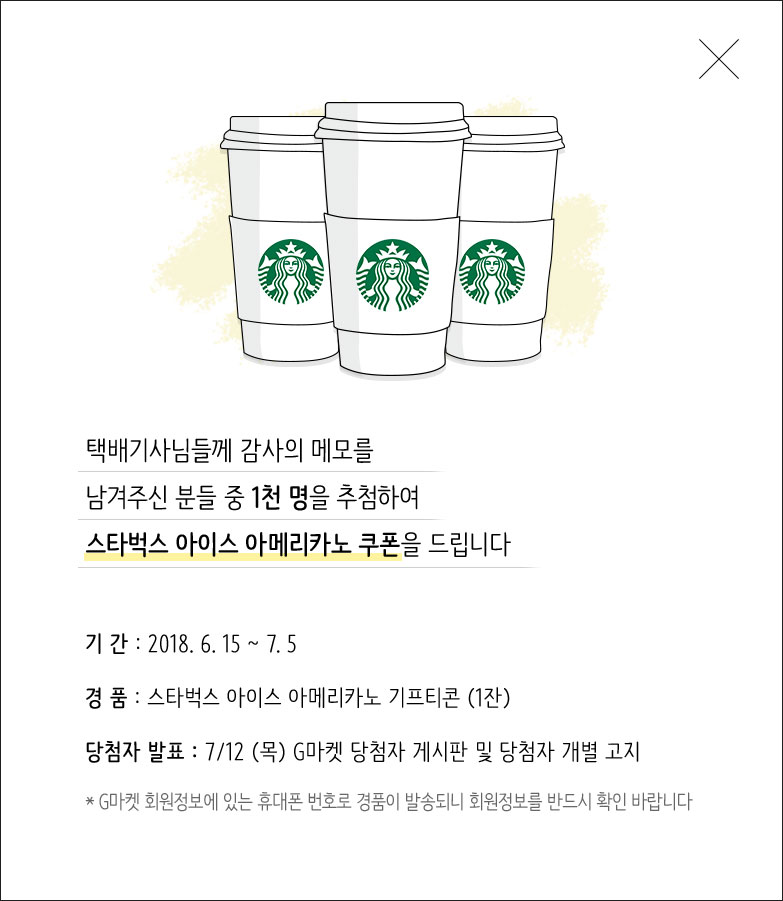 택배기사님들께 감사의 메모를
남겨주신 분들 중 1천 명을 추첨하여
스타벅스 아이스 아메리카노 쿠폰을 드립니다
기 간 : 2018. 6. 15 ~ 7. 5
경 품 : 스타벅스 아이스 아메리카노 기프티콘 (1잔)
당첨자 발표 : 7/12 (목) G마켓 당첨자 게시판 및 당첨자 개별 고지
* G마켓 회원정보에 있는 휴대폰 번호로 경품이 발송되니 회원정보를 반드시 확인 바랍니다